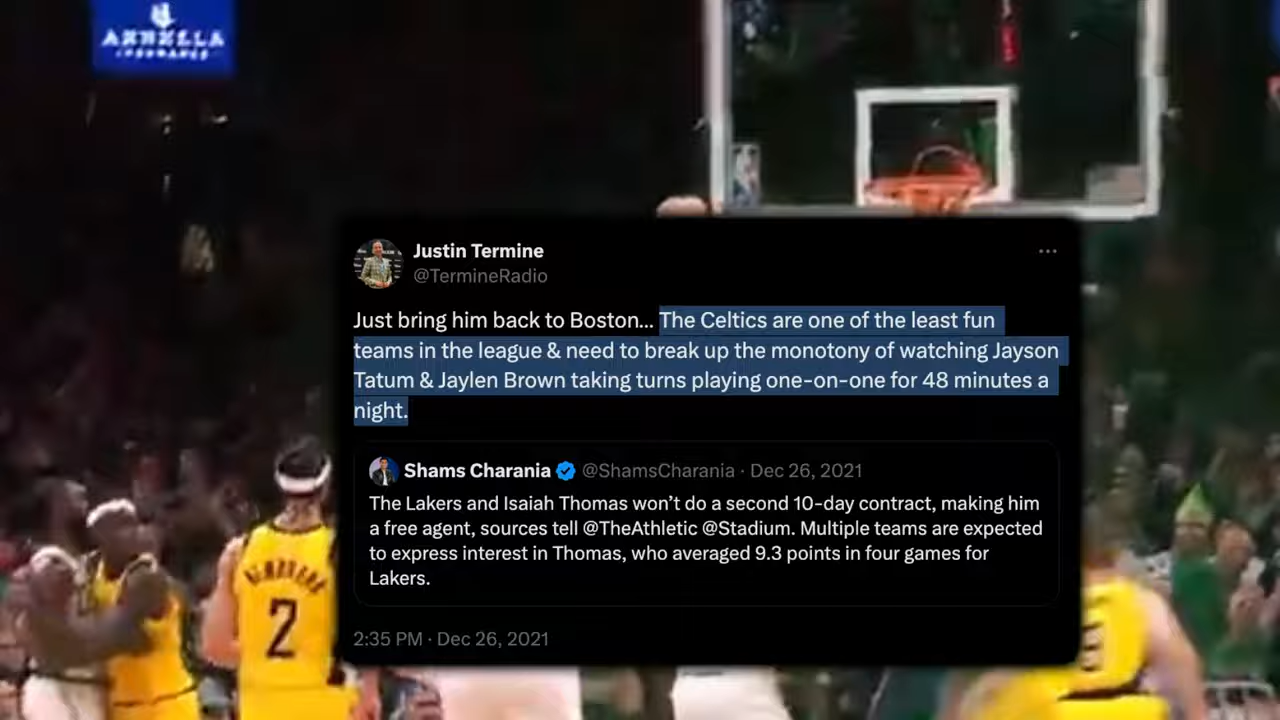 ARBELLA
INSURANCE
Justin Termine
@TermineRadio
Just bring him back to Boston... The Celtics are one of the least fun
teams in the league & need to break up the monotony of watching Jayson
Tatum & Jaylen Brown taking turns playing one-on-one for 48 minutes a
night.
Shams Charania @ShamsCharania · Dec 26, 2021
The Lakers and Isaiah Thomas won’t do a second 10-day contract, making him
a free agent, sources tell @TheAthletic @Stadium. Multiple teams are expected
to express interest in Thomas, who averaged 9.3 points in four games for
Lakers.
2:35 PM · Dec 26, 2021
2